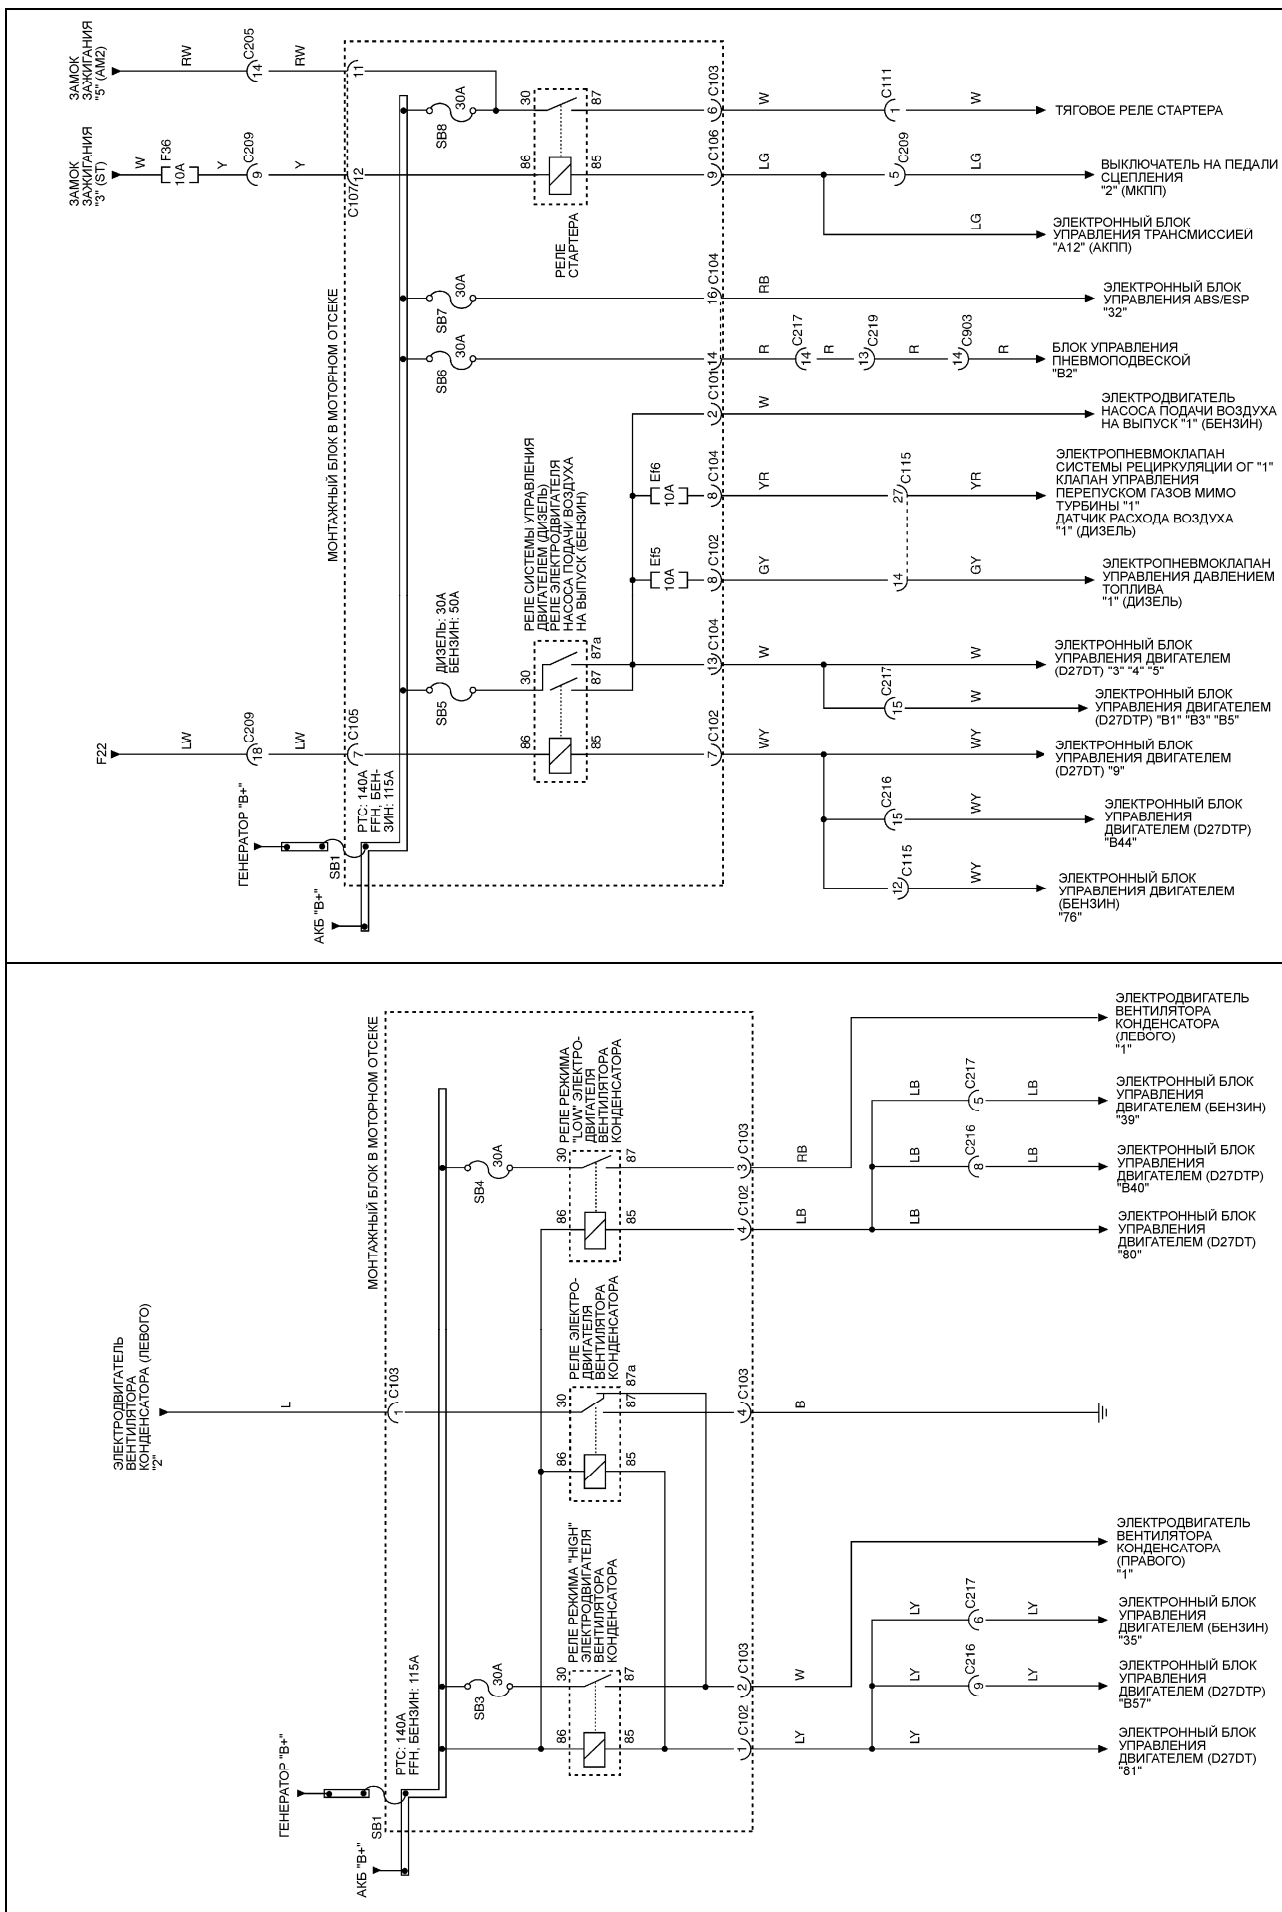 ЗАМОК
ЗАЖИГАНИЯ
"5" (AM2)
RW
C205
14
RW
11
SB8
30A
30
87
6
C103
W
C111
1
W
ТЯГОВОЕ РЕЛЕ СТАРТЕРА
ЗАМОК
ЗАЖИГАНИЯ
"3" (ST)
W
F36
10A
Y
C209
9
Y
C107
12
86
85
РЕЛЕ
СТАРТЕРА
9
C106
LG
C209
5
LG
ВЫКЛЮЧАТЕЛЬ НА ПЕДАЛИ
СЦЕПЛЕНИЯ
"2" (МКПП)
LG
ЭЛЕКТРОННЫЙ БЛОК
УПРАВЛЕНИЯ ТРАНСМИССИЕЙ
"A12" (АКПП)
МОНТАЖНЫЙ БЛОК В МОТОРНОМ ОТСЕКЕ
SB7
30A
16
C104
RB
ЭЛЕКТРОННЫЙ БЛОК
УПРАВЛЕНИЯ ABS/ESP
"32"
SB6
30A
14
R
C217
14
R
C219
13
R
C903
14
R
БЛОК УПРАВЛЕНИЯ
ПНЕВМОПОДВЕСКОЙ
"B2"
2
C101
W
ЭЛЕКТРОДВИГАТЕЛЬ
НАСОСА ПОДАЧИ ВОЗДУХА
НА ВЫПУСК "1" (БЕНЗИН)
Ef6
10A
8
C104
YR
C115
27
YR
ЭЛЕКТРОПНЕВМОКЛАПАН
СИСТЕМЫ РЕЦИРКУЛЯЦИИ ОГ "1"
КЛАПАН УПРАВЛЕНИЯ
ПЕРЕПУСКОМ ГАЗОВ МИМО
ТУРБИНЫ "1"
ДАТЧИК РАСХОДА ВОЗДУХА
"1" (ДИЗЕЛЬ)
Ef5
10A
8
C102
GY
14
GY
ЭЛЕКТРОПНЕВМОКЛАПАН
УПРАВЛЕНИЯ ДАВЛЕНИЕМ
ТОПЛИВА
"1" (ДИЗЕЛЬ)
РЕЛЕ СИСТЕМЫ УПРАВЛЕНИЯ
ДВИГАТЕЛЕМ (ДИЗЕЛЬ)
РЕЛЕ ЭЛЕКТРОДВИГАТЕЛЯ
НАСОСА ПОДАЧИ ВОЗДУХА
НА ВЫПУСК (БЕНЗИН)
SB5
ДИЗЕЛЬ: 30A
БЕНЗИН: 50A
30
87
87a
13
C104
W
W
ЭЛЕКТРОННЫЙ БЛОК
УПРАВЛЕНИЯ ДВИГАТЕЛЕМ
(D27DT) "3" "4" "5"
C217
15
W
ЭЛЕКТРОННЫЙ БЛОК
УПРАВЛЕНИЯ ДВИГАТЕЛЕМ
(D27DTP) "B1" "B3" "B5"
F22
LW
C209
18
LW
C105
7
86
85
7
C102
WY
WY
ЭЛЕКТРОННЫЙ БЛОК
УПРАВЛЕНИЯ ДВИГАТЕЛЕМ
(D27DT) "9"
C216
15
WY
ЭЛЕКТРОННЫЙ БЛОК
УПРАВЛЕНИЯ
ДВИГАТЕЛЕМ (D27DTP)
"B44"
C115
12
WY
ЭЛЕКТРОННЫЙ БЛОК
УПРАВЛЕНИЯ ДВИГАТЕЛЕМ
(БЕНЗИН)
"76"
ГЕНЕРАТОР "B+"
SB1
PTC: 140A
FFH, БЕН-
ЗИН: 115A
АКБ "B+"
МОНТАЖНЫЙ БЛОК В МОТОРНОМ ОТСЕКЕ
ЭЛЕКТРОДВИГАТЕЛЬ
ВЕНТИЛЯТОРА
КОНДЕНСАТОРА
(ЛЕВОГО)
"1"
SB4
30A
30
87
РЕЛЕ РЕЖИМА
"LOW" ЭЛЕКТРО-
ДВИГАТЕЛЯ
ВЕНТИЛЯТОРА
КОНДЕНСАТОРА
3
C103
RB
86
85
4
C102
LB
LB
C217
5
LB
ЭЛЕКТРОННЫЙ БЛОК
УПРАВЛЕНИЯ
ДВИГАТЕЛЕМ (БЕНЗИН)
"39"
LB
C216
8
LB
ЭЛЕКТРОННЫЙ БЛОК
УПРАВЛЕНИЯ
ДВИГАТЕЛЕМ (D27DTP)
"B40"
LB
ЭЛЕКТРОННЫЙ БЛОК
УПРАВЛЕНИЯ
ДВИГАТЕЛЕМ (D27DT)
"80"
ЭЛЕКТРОДВИГАТЕЛЬ
ВЕНТИЛЯТОРА
КОНДЕНСАТОРА (ЛЕВОГО)
"2"
L
C103
1
РЕЛЕ ЭЛЕКТРО-
ДВИГАТЕЛЯ
ВЕНТИЛЯТОРА
КОНДЕНСАТОРА
30
87
87a
86
85
4
C103
B
РЕЛЕ РЕЖИМА "HIGH"
ЭЛЕКТРОДВИГАТЕЛЯ
ВЕНТИЛЯТОРА
КОНДЕНСАТОРА
ЭЛЕКТРОДВИГАТЕЛЬ
ВЕНТИЛЯТОРА
КОНДЕНСАТОРА
(ПРАВОГО)
"1"
SB3
30A
30
87
2
C103
W
86
85
1
C102
LY
LY
C217
6
LY
ЭЛЕКТРОННЫЙ БЛОК
УПРАВЛЕНИЯ
ДВИГАТЕЛЕМ (БЕНЗИН)
"35"
LY
C216
9
LY
ЭЛЕКТРОННЫЙ БЛОК
УПРАВЛЕНИЯ
ДВИГАТЕЛЕМ (D27DTP)
"B57"
LY
ЭЛЕКТРОННЫЙ БЛОК
УПРАВЛЕНИЯ
ДВИГАТЕЛЕМ (D27DT)
"81"
ГЕНЕРАТОР "B+"
SB1
PTC: 140A
FFH, БЕНЗИН: 115A
АКБ "B+"